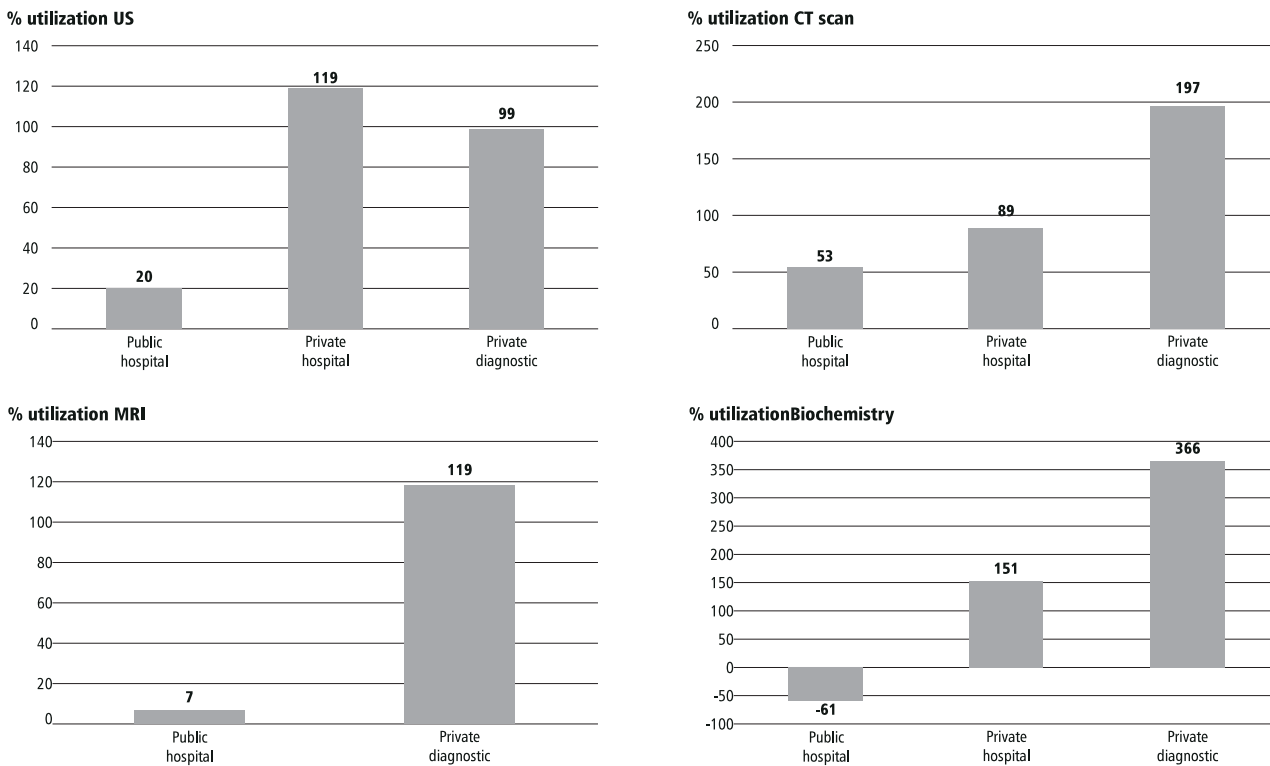 % utilization US
140
120
100
80
60
40
20
0
119
99
20
Public
hospital
Private
hospital
Private
diagnostic
% utilization CT scan
250
200
150
100
50
0
197
89
53
Public
hospital
Private
hospital
Private
diagnostic
% utilization MRI
140
120
100
80
60
40
20
0
119
7
Public
hospital
Private
diagnostic
% utilizationBiochemistry
400
350
300
250
200
150
100
50
0
-50
-100
366
151
-61
Public
hospital
Private
hospital
Private
diagnostic